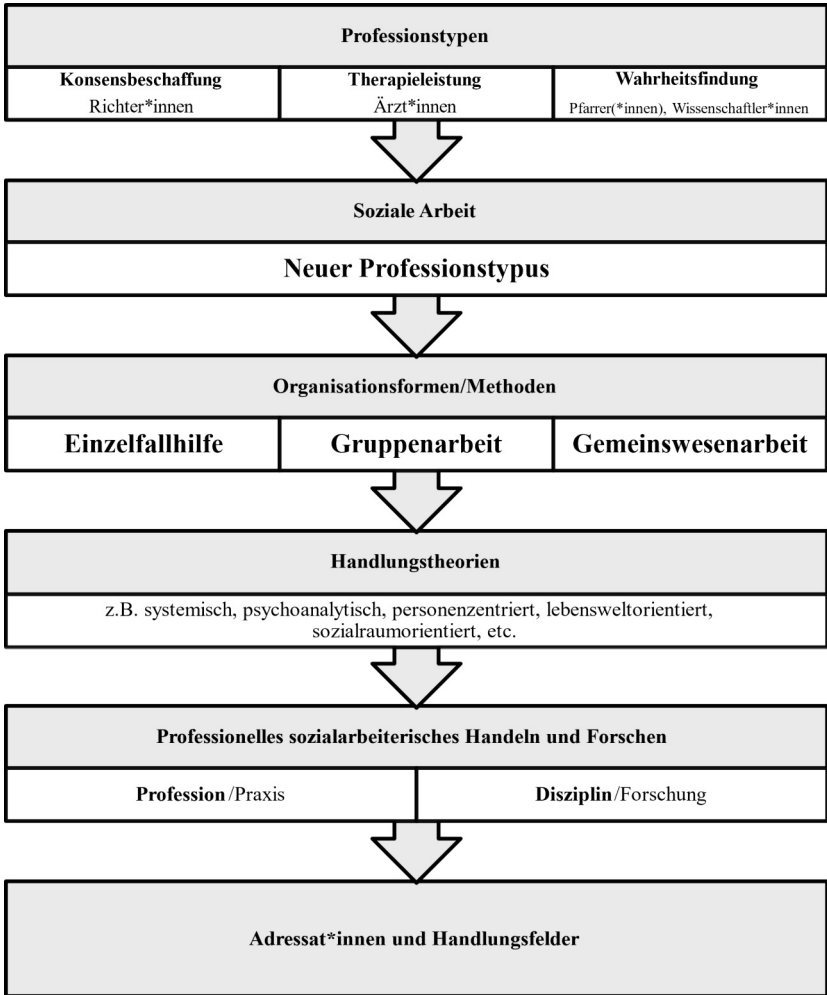 Professionstypen
Konsensbeschaffung
Richter*innen
Therapieleistung
Ärzt*innen
Wahrheitsfindung
Pfarrer(*innen), Wissenschaftler*innen
Soziale Arbeit
Neuer Professionstypus
Organisationsformen/Methoden
Einzelfallhilfe
Gruppenarbeit
Gemeinswesenarbeit
Handlungstheorien
z.B. systemisch, psychoanalytisch, personenzentriert, lebensweltorientiert,
sozialraumorientiert, etc.
Professionelles sozialarbeiterisches Handeln und Forschen
Profession/Praxis
Disziplin/Forschung
Adressat*innen und Handlungsfelder